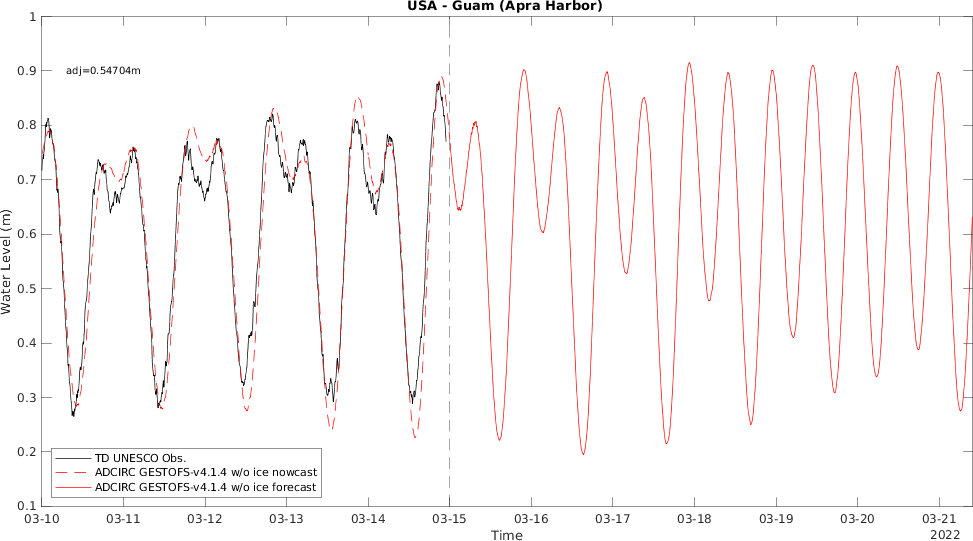 USA - Guam (Apra Harbor)
1
0.9
0.8
0.7
0.6
0.5
0.4
0.3
0.2
0.1
Water Level (m)
adj=0.54704m
TD UNESCO Obs.
ADCIRC GESTOFS-v4.1.4 w/o ice nowcast
ADCIRC GESTOFS-v4.1.4 w/o ice forecast
03-10 03-11 03-12 03-13 03-14 03-15 03-16 03-17 03-18 03-19 03-20 03-21
Time
2022